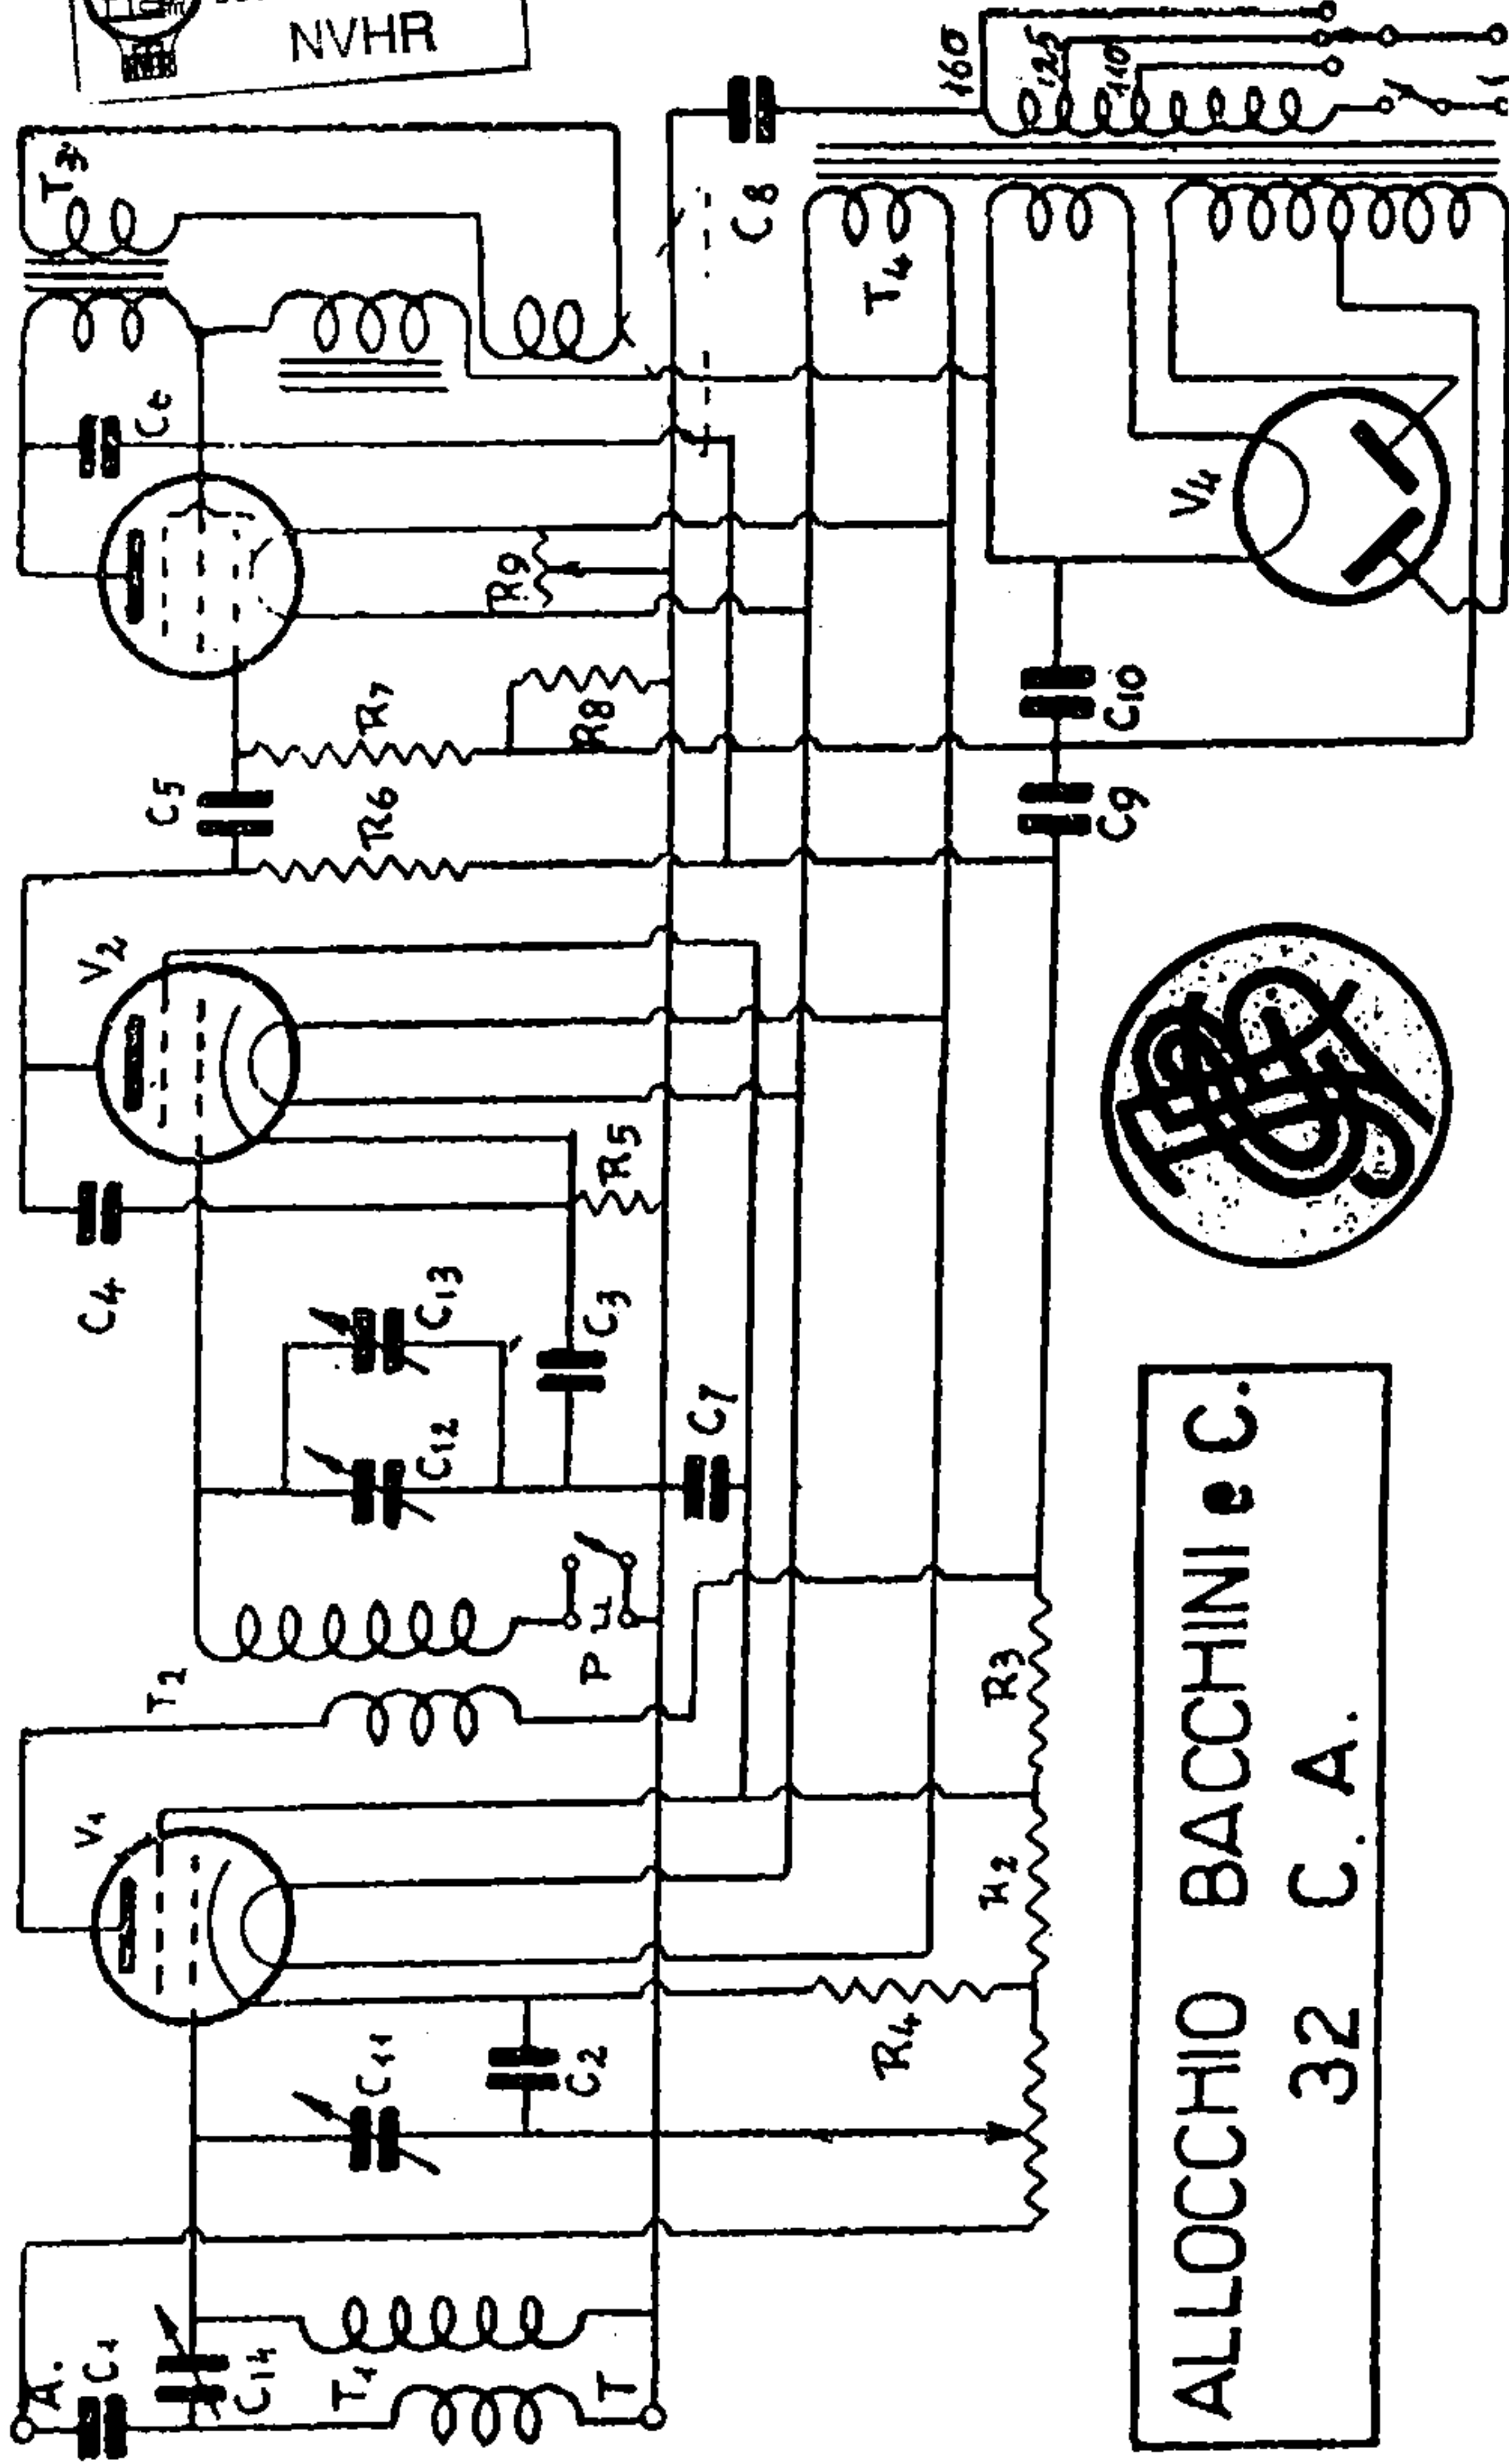 NVHR
A.
C1
C14
T1
T
C11
C2
R4
V1
T2
R2
R3
P
C12
C13
C3
C7
C4
V2
R5
C5
R6
R7
R8
R9
C10
C9
V4
T3
T4
C8
160
125
110
ALLOCCHIO BACCHINI e C.
32 C. A.